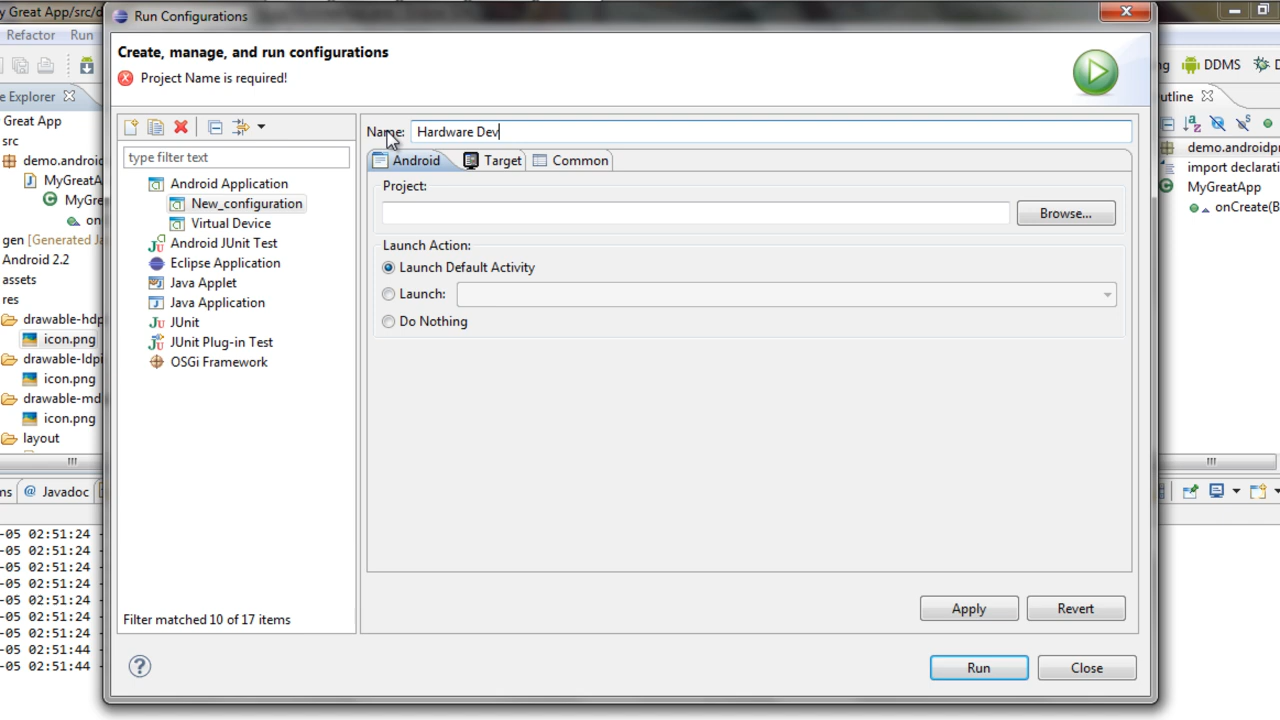 y Great App/src/d
Run Configurations
Refactor Run
Create, manage, and run configurations
Project Name is required!
DDMS
e Explorer
utline
Great App
src
demo.android
MyGreatA
MyGre
on
gen [Generated Ja
Android 2.2
assets
res
drawable-hdp
icon.png
drawable-ldpi
icon.png
drawable-md
icon.png
layout
type filter text
Android Application
New_configuration
Virtual Device
Android JUnit Test
Eclipse Application
Java Applet
Java Application
JUnit
JUnit Plug-in Test
OSGi Framework
Filter matched 10 of 17 items
Name: Hardware Dev
Android Target Common
Project:
Browse...
Launch Action:
Launch Default Activity
Launch:
Do Nothing
Apply Revert
Run Close
demo.androidpr
import declarati
MyGreatApp
onCreate(B
ms @ Javadoc
-05 02:51:24 -
-05 02:51:24
-05 02:51:24
-05 02:51:24
-05 02:51:24
-05 02:51:24
-05 02:51:24
-05 02:51:44
-05 02:51:44